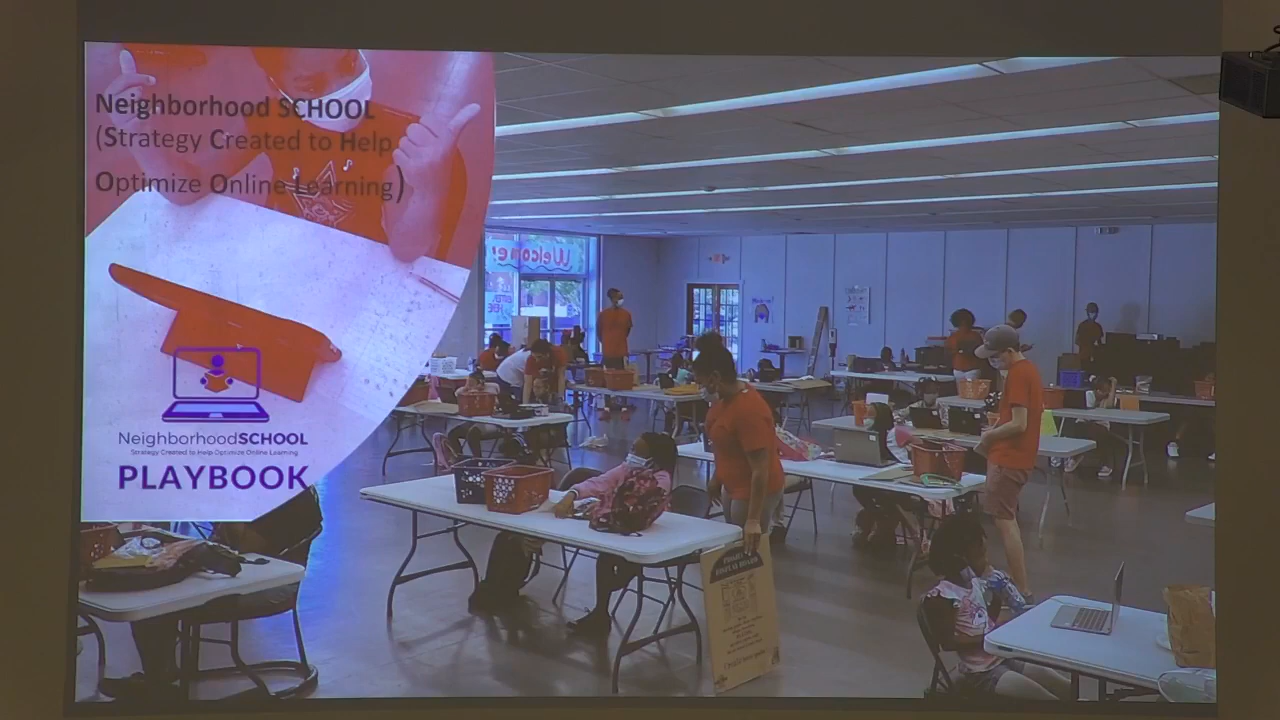 Neighborhood SCHOOL
(Strategy Created to Help
Optimize Online Learning)
NeighborhoodSCHOOL
Strategy Created to Help Optimize Online Learning
PLAYBOOK
Welcome!